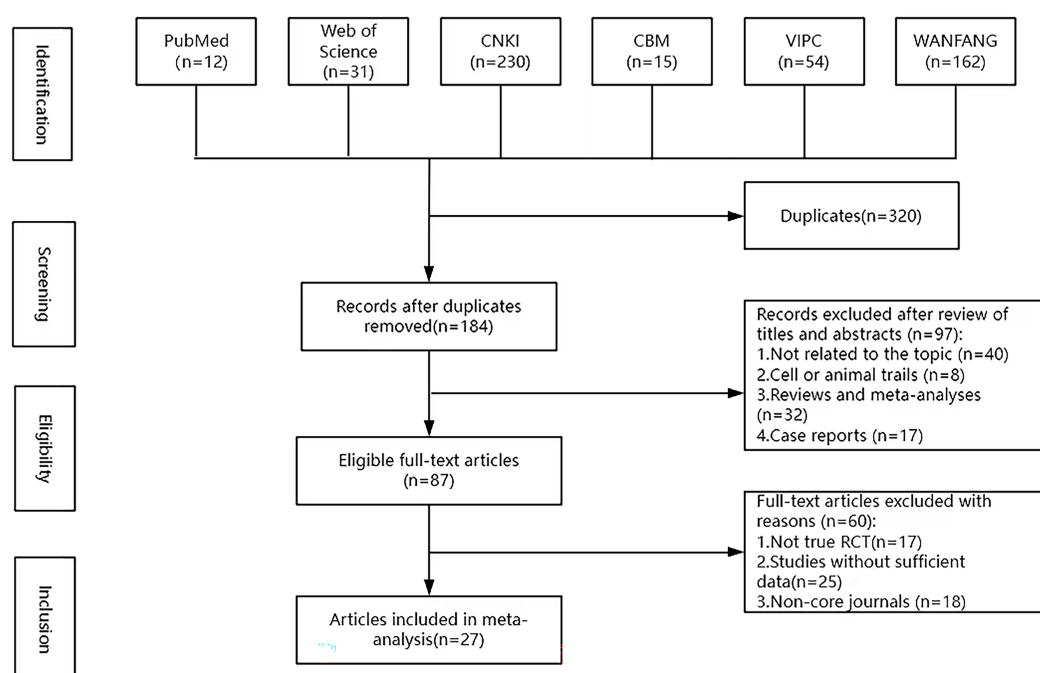 Identification
PubMed
(n=12)
Web of
Science
(n=31)
CNKI
(n=230)
CBM
(n=15)
VIPC
(n=54)
WANFANG
(n=162)
Duplicates(n=320)
Screening
Records after duplicates
removed(n=184)
Records excluded after review of
titles and abstracts (n=97):
1.Not related to the topic (n=40)
2.Cell or animal trails (n=8)
3.Reviews and meta-analyses
(n=32)
4.Case reports (n=17)
Eligibility
Eligible full-text articles
(n=87)
Full-text articles excluded with
reasons (n=60):
1.Not true RCT(n=17)
2.Studies without sufficient
data(n=25)
3.Non-core journals (n=18)
Inclusion
Articles included in meta-
analysis(n=27)